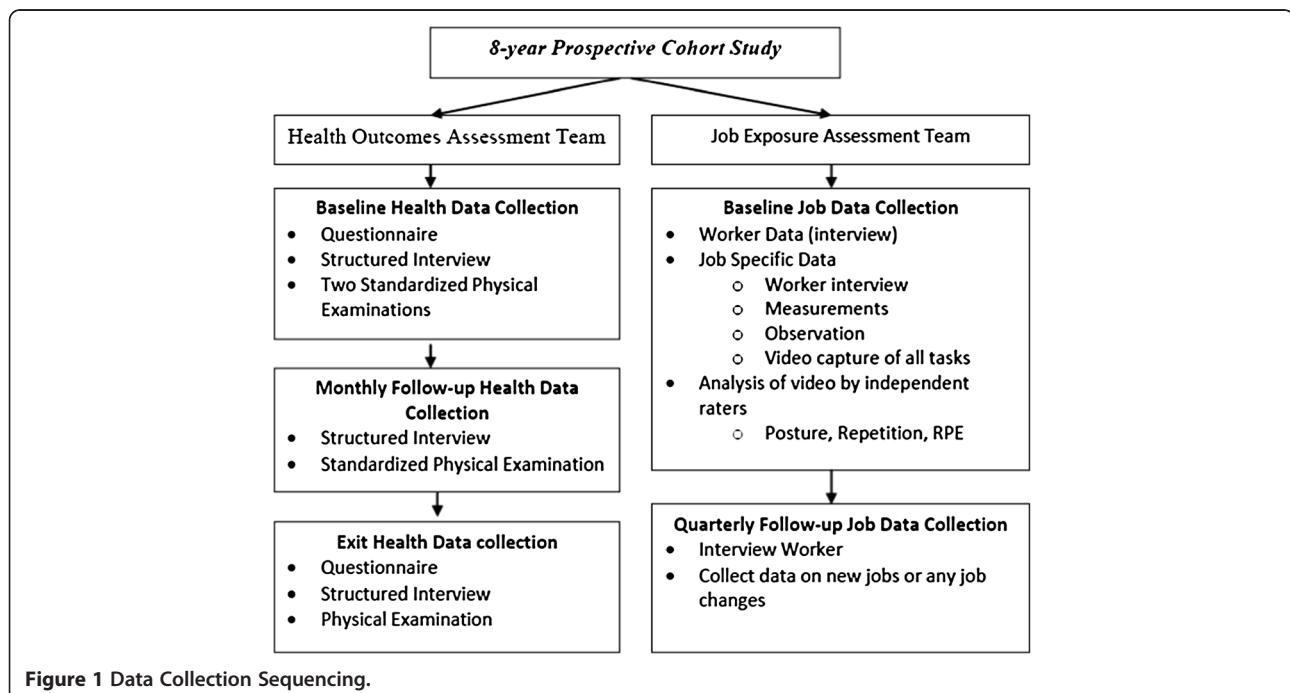 8-year Prospective Cohort Study
Health Outcomes Assessment Team
Baseline Health Data Collection
• Questionnaire
• Structured Interview
• Two Standardized Physical
Examinations
Monthly Follow-up Health Data
Collection
• Structured Interview
• Standardized Physical Examination
Exit Health Data collection
• Questionnaire
• Structured Interview
• Physical Examination
Job Exposure Assessment Team
Baseline Job Data Collection
• Worker Data (interview)
• Job Specific Data
o Worker interview
o Measurements
o Observation
o Video capture of all tasks
• Analysis of video by independent
raters
o Posture, Repetition, RPE
Quarterly Follow-up Job Data Collection
• Interview Worker
• Collect data on new jobs or any job
changes
Figure 1 Data Collection Sequencing.